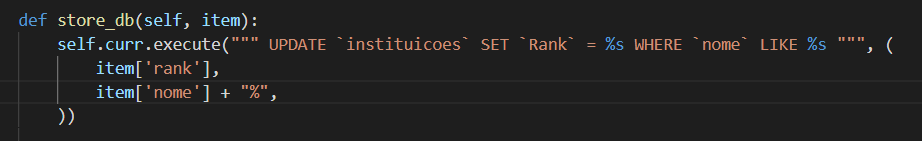 def store_db(self, item):
    self.curr.execute(""" UPDATE `instituicoes` SET `Rank` = %s WHERE `nome` LIKE %s """, (
        item['rank'],
        item['nome'] + "%",
    ))